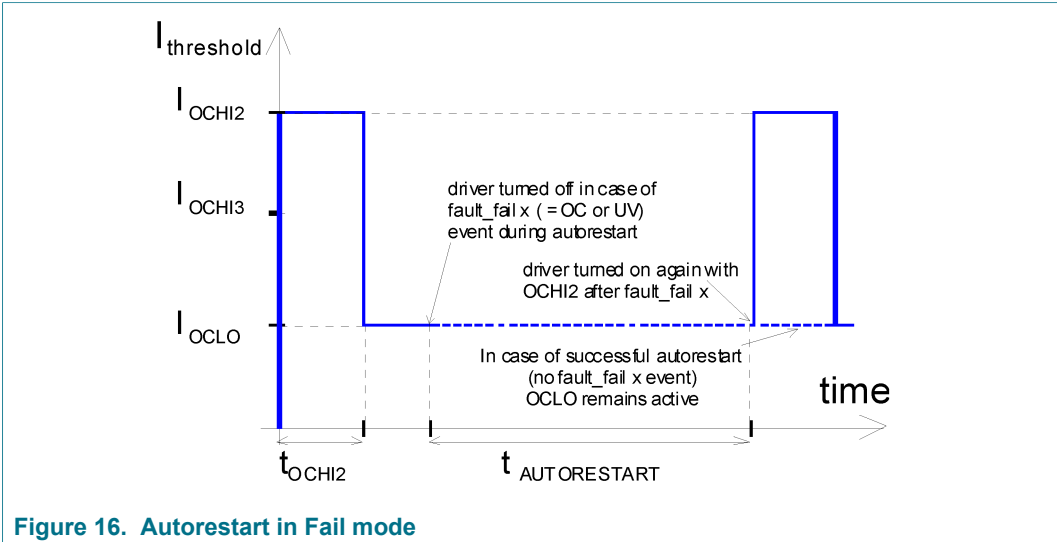 I threshold
I OCHI2
I OCHI3
driver turned off in case of
fault_fail x ( = OC or UV)
event during autorestart
driver turned on again with
OCHI2 after fault_fail x
I OCLO
In case of successful autorestart
(no fault_fail x event)
OCLO remains active
time
t OCHI2
t AUTORESTART
Figure 16. Autorestart in Fail mode